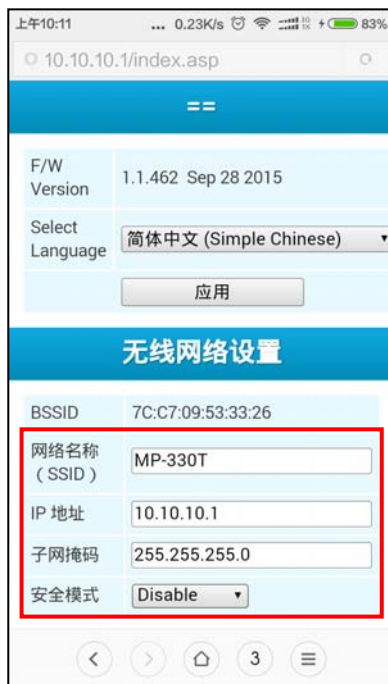 上午10:11 ... 0.23K/s 83%
10.10.10.1/index.asp
==
F/W
Version
1.1.462 Sep 28 2015
Select
Language
简体中文 (Simple Chinese)
应用
无线网络设置
BSSID 7C:C7:09:53:33:26
网络名称
（SSID）
MP-330T
IP 地址 10.10.10.1
子网掩码 255.255.255.0
安全模式 Disable
3